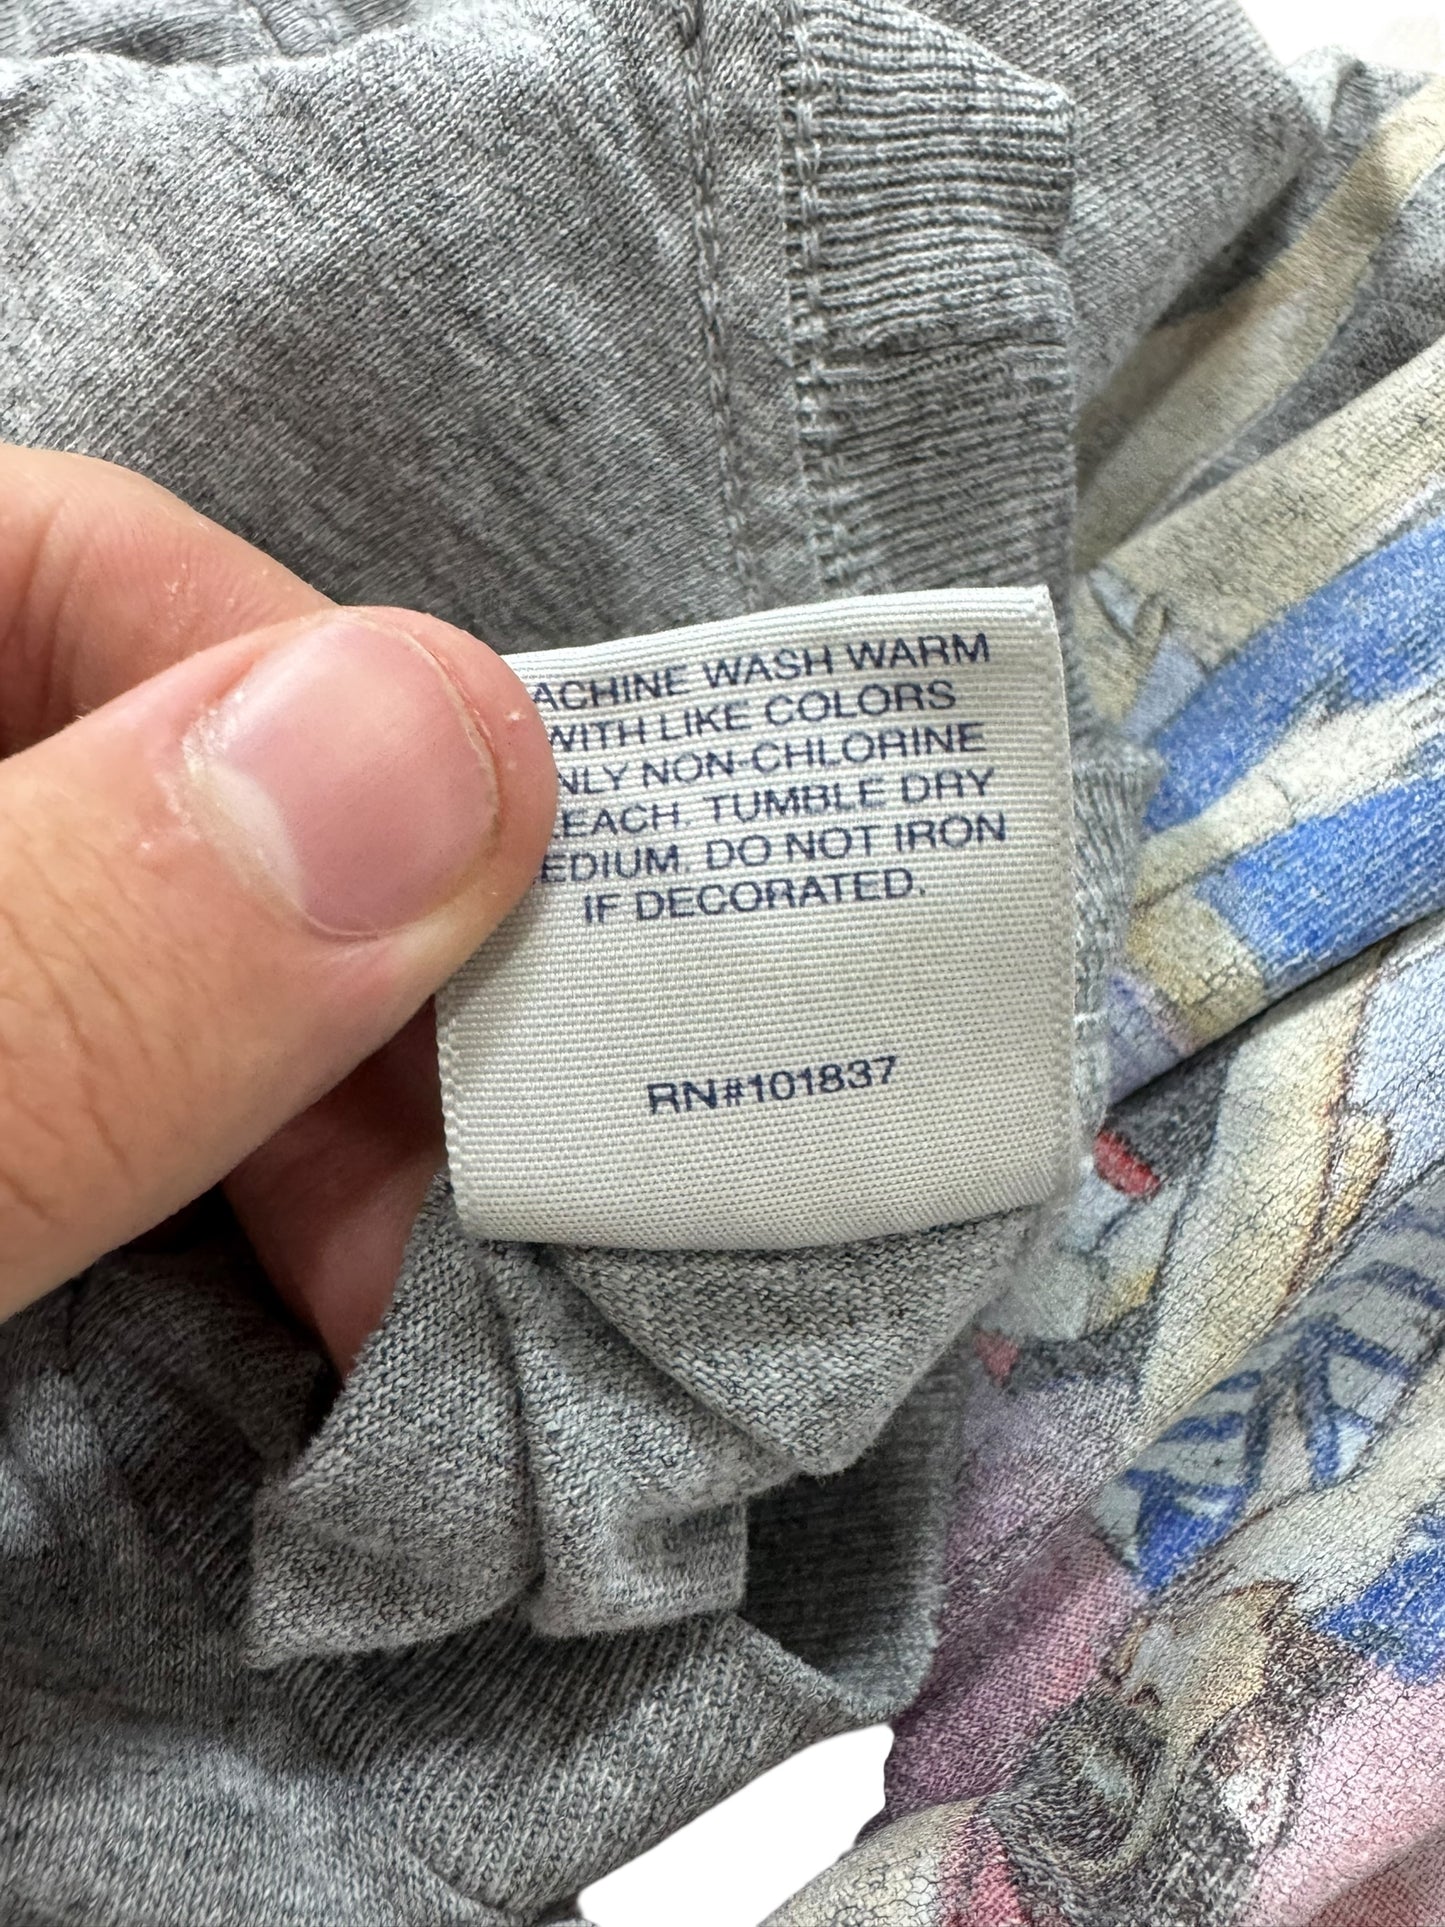 ACHINE WASH WARM
WITH LIKE COLORS
NLY NON-CHLORINE
LEACH. TUMBLE DRY
EDIUM. DO NOT IRON
IF DECORATED.
RN#101837